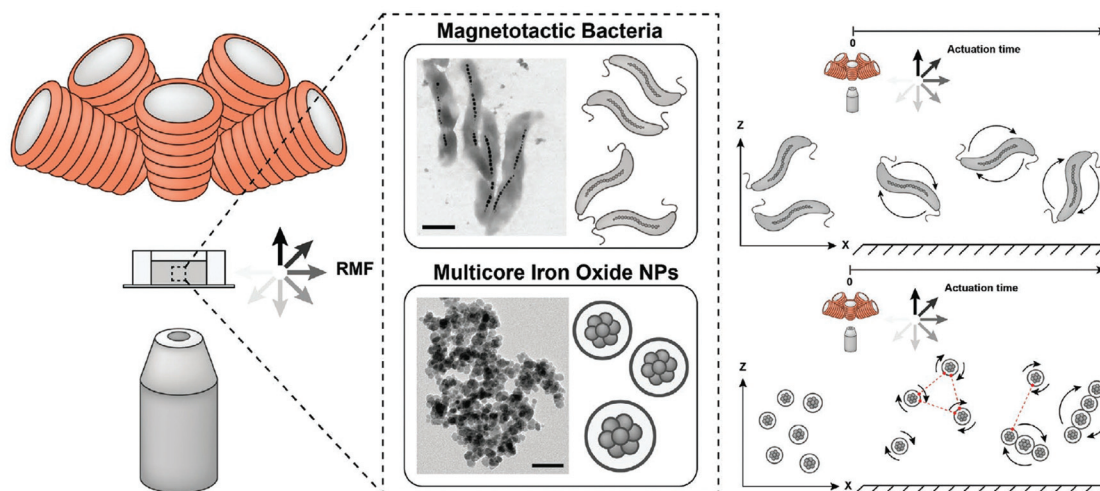 RMF
Magnetotactic Bacteria
Multicore Iron Oxide NPs
0
Actuation time
Z
X
0
Actuation time
Z
X